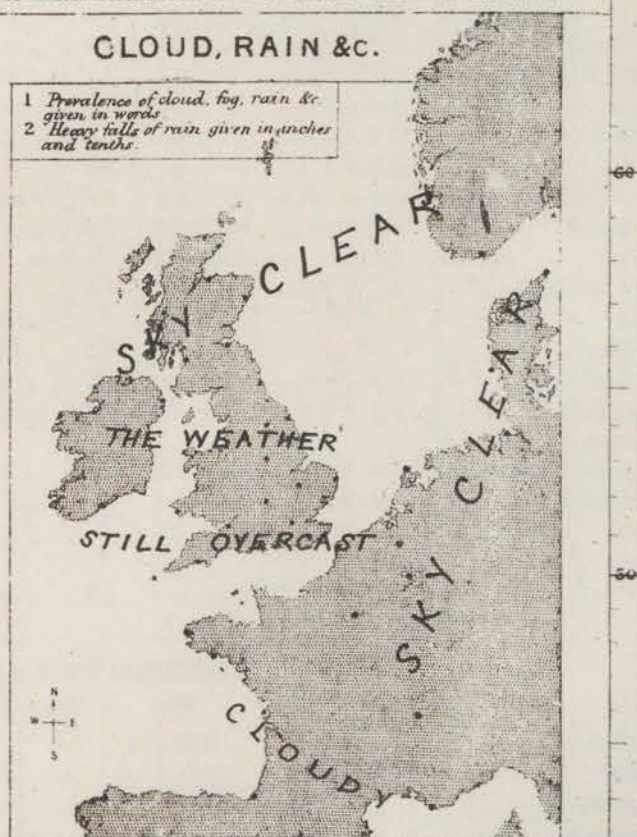 CLOUD, RAIN &c.
1 Prevalence of cloud, fog, rain &c.
given in words
2 Heavy falls of rain given in inches
and tenths.
60
SKY CLEAR
SKY CLEAR
THE WEATHER
STILL OVERCAST
50
N
W E
S
CLOUDY